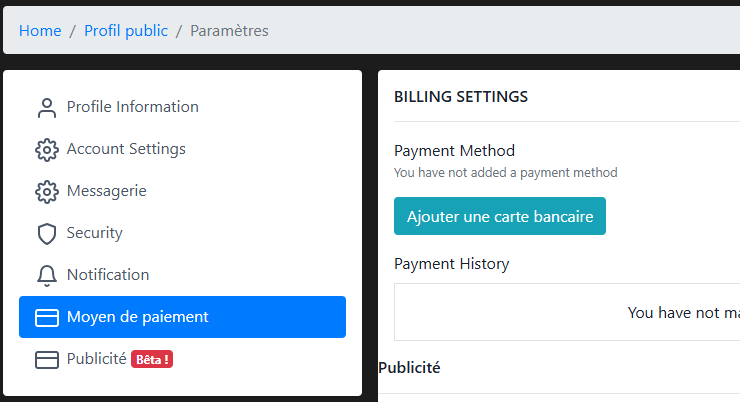 Home / Profil public / Paramètres
Profile Information
Account Settings
Messagerie
Security
Notification
Moyen de paiement
Publicité Bêta !
BILLING SETTINGS
Payment Method
You have not added a payment method
Ajouter une carte bancaire
Payment History
You have not ma
Publicité